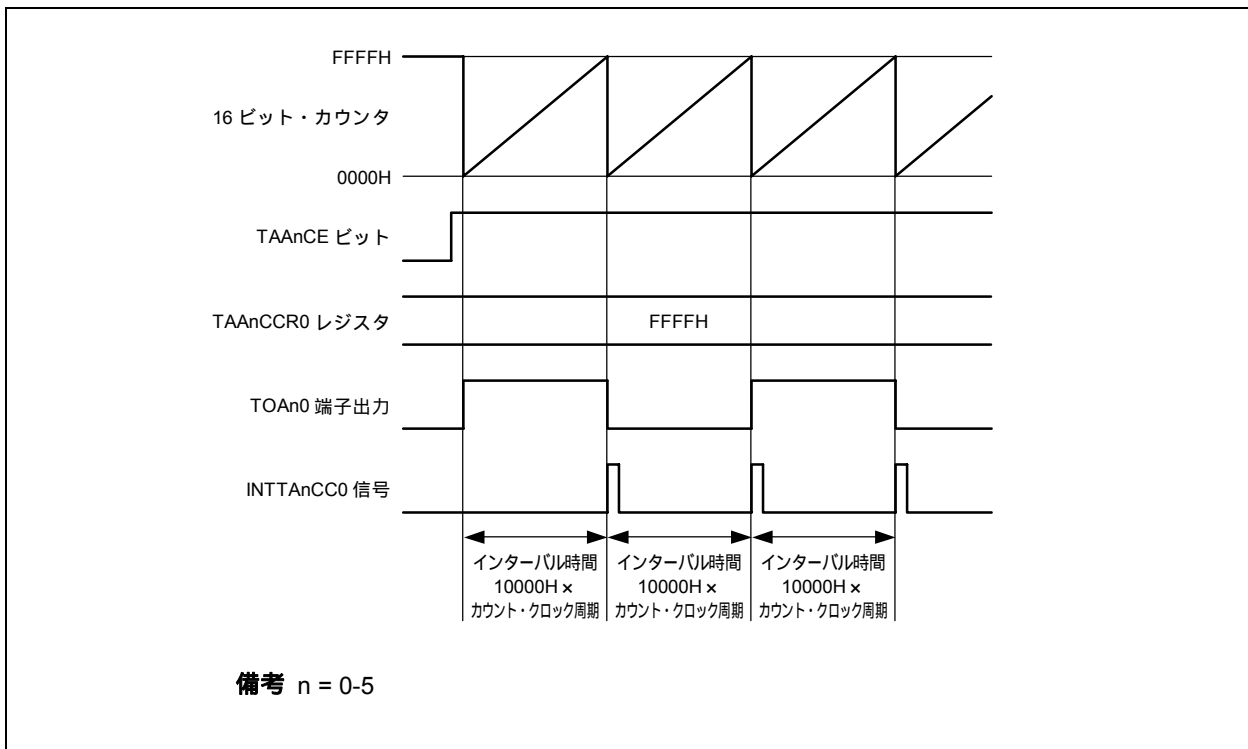 FFFFH
16 ビット・カウンタ
0000H
TAAnCE ビット
TAAnCCR0 レジスタ
FFFFH
TOAn0 端子出力
INTTAnCC0 信号
インターバル時間
10000H ×
カウント・クロック周期
インターバル時間
10000H ×
カウント・クロック周期
インターバル時間
10000H ×
カウント・クロック周期
備考 n = 0-5